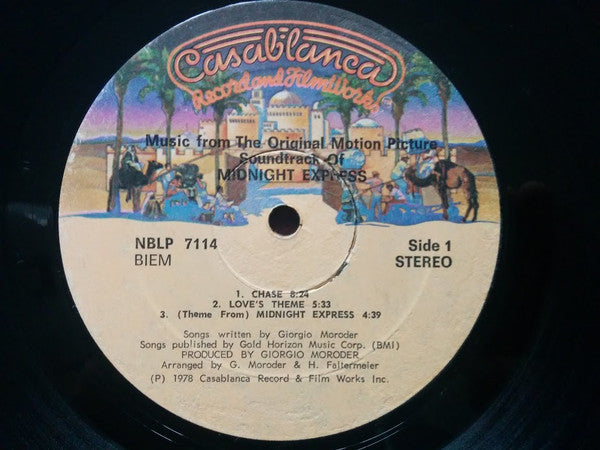 Casablanca
Record and FilmWorks
Music from The Original Motion Picture
Soundtrack Of
MIDNIGHT EXPRESS
NBLP 7114
BIEM
Side 1
STEREO
1. CHASE 8:24
2. LOVE'S THEME 5:33
3. (Theme From) MIDNIGHT EXPRESS 4:39
Songs written by Giorgio Moroder
Songs published by Gold Horizon Music Corp. (BMI)
PRODUCED BY GIORGIO MORODER
Arranged by G. Moroder & H. Faltermeier
(P) 1978 Casablanca Record & Film Works Inc.